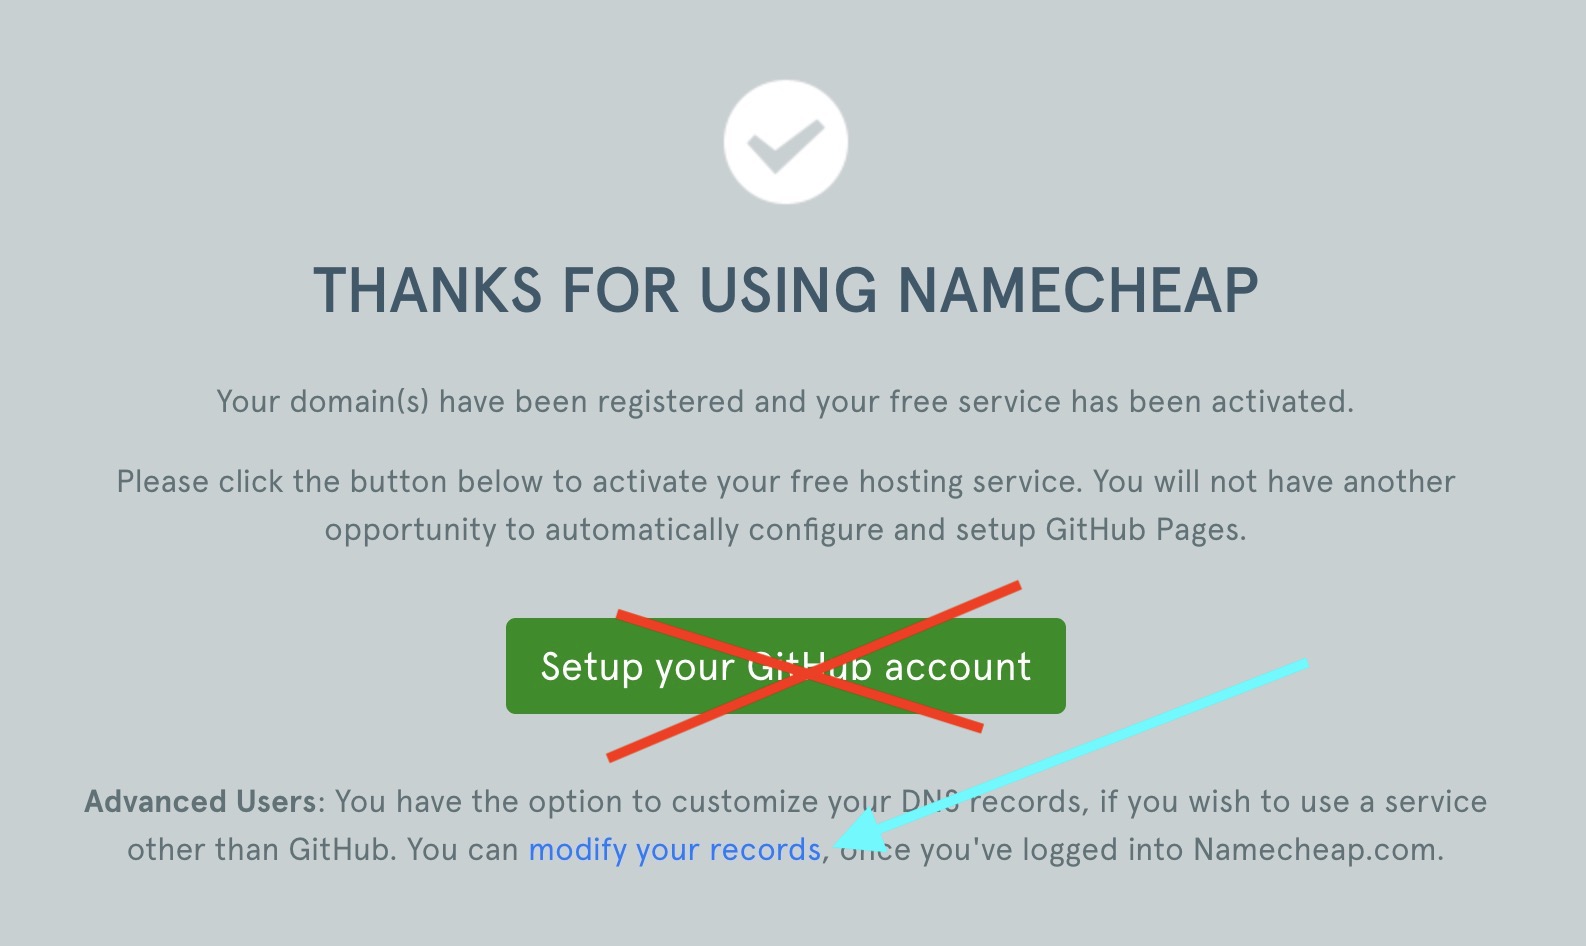 THANKS FOR USING NAMECHEAP
Your domain(s) have been registered and your free service has been activated.
Please click the button below to activate your free hosting service. You will not have another
opportunity to automatically configure and setup GitHub Pages.
Setup your GitHub account
Advanced Users: You have the option to customize your DNS records, if you wish to use a service
other than GitHub. You can modify your records, once you've logged into Namecheap.com.